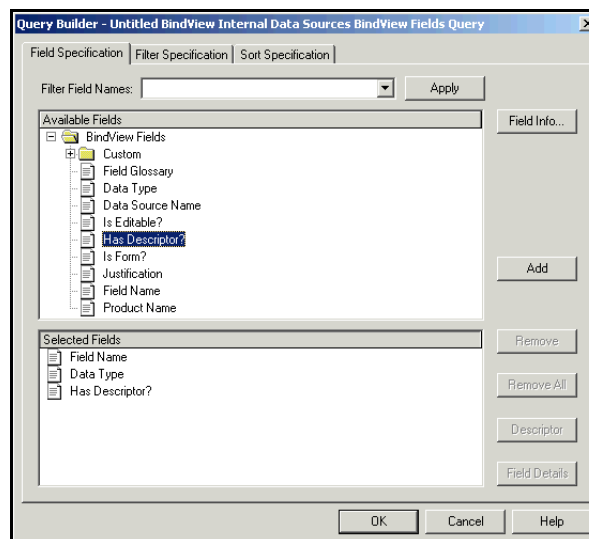 Query Builder - Untitled BindView Internal Data Sources BindView Fields Query
Field Specification Filter Specification Sort Specification
Filter Field Names: Apply
Available Fields Field Info...
BindView Fields
Custom
Field Glossary
Data Type
Data Source Name
Is Editable?
Has Descriptor?
Is Form?
Justification
Field Name
Product Name
Add
Selected Fields
Field Name
Data Type
Has Descriptor?
Remove
Remove All
Descriptor
Field Details
OK Cancel Help